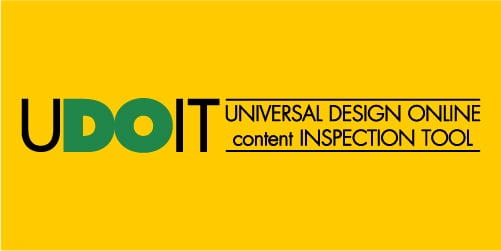 UDOIT
UNIVERSAL DESIGN ONLINE
content INSPECTION TOOL